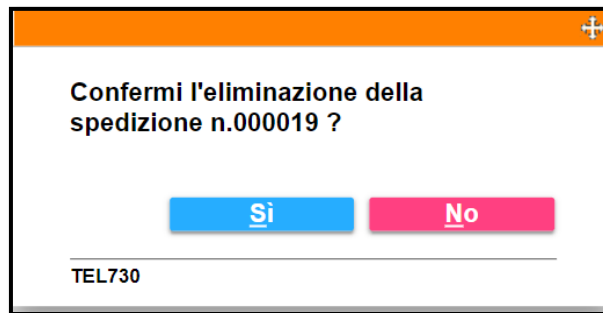 Confermi l'eliminazione della
spedizione n.000019 ?
Sì No
TEL730